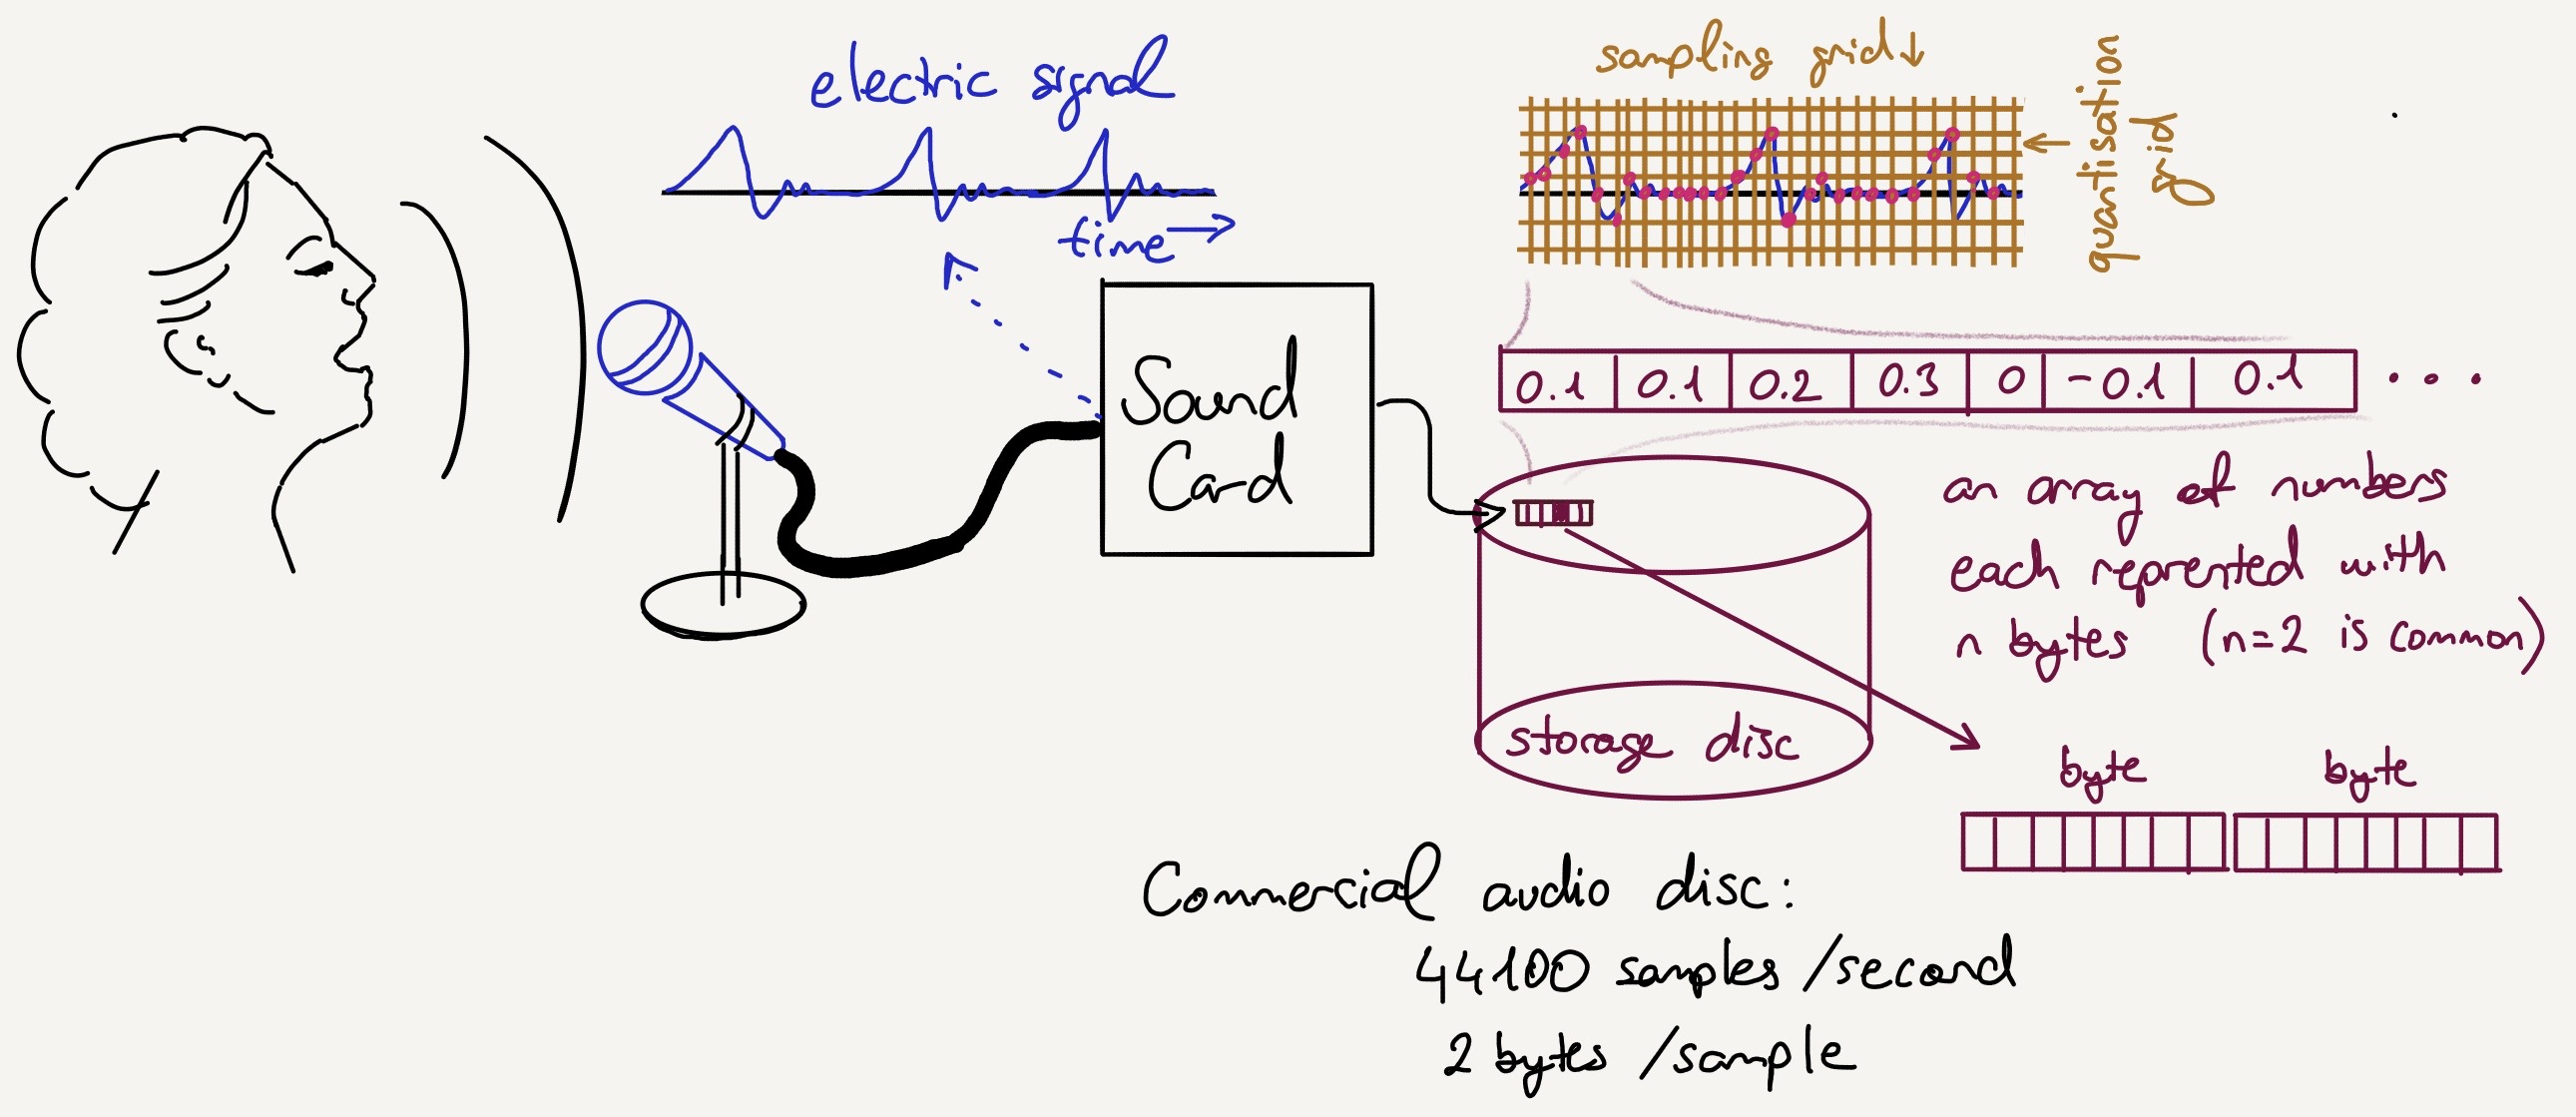 electric signal
time
sampling grid
quantisation
grid
Sound
Card
0.1 0.1 0.2 0.3 0 -0.1 0.1 ...
an array of numbers
each reprented with
n bytes (n=2 is common)
storage disc
byte byte
Commercial audio disc:
44100 samples /second
2 bytes /sample